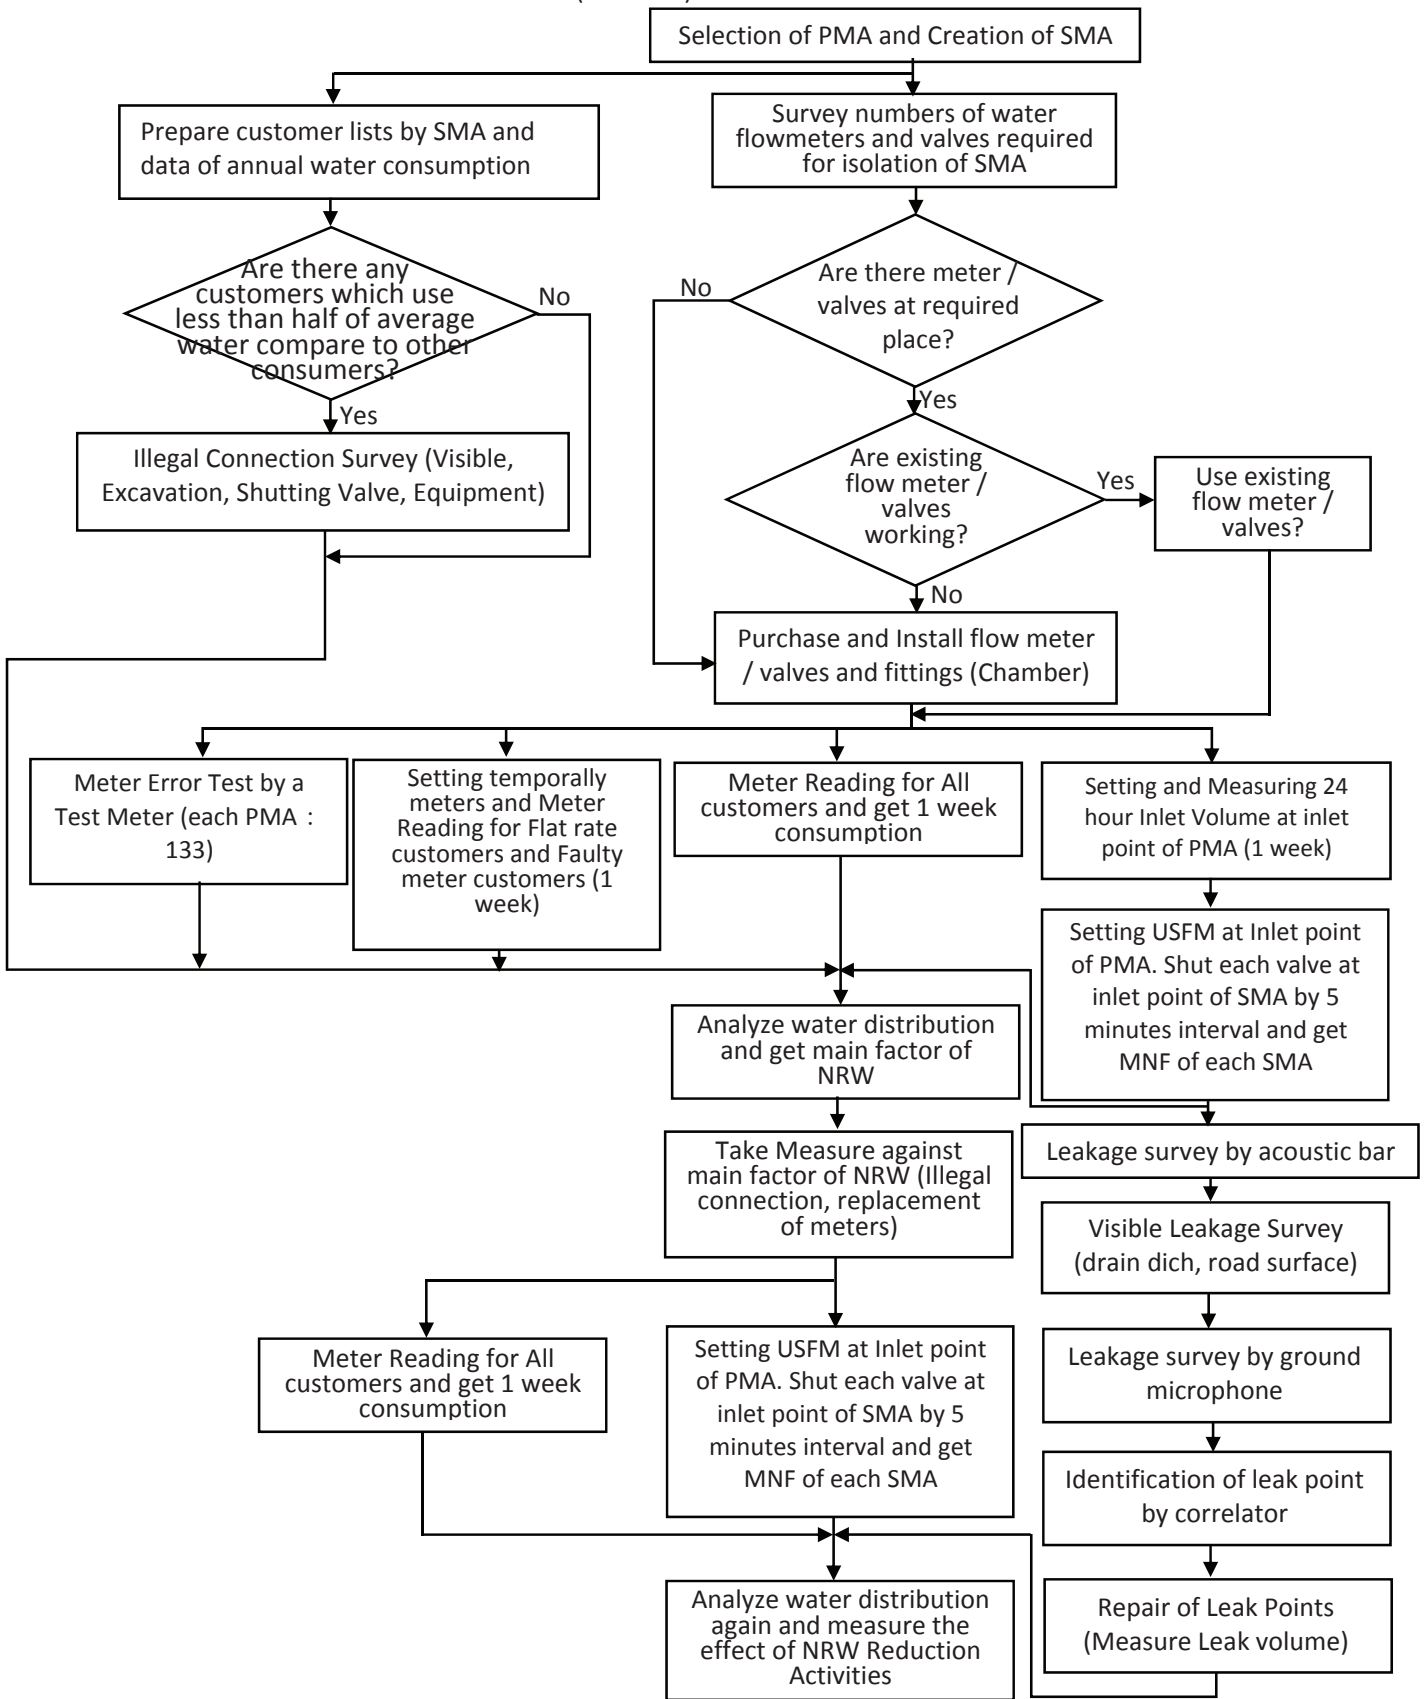 Selection of PMA and Creation of SMA
Prepare customer lists by SMA and
data of annual water consumption
Survey numbers of water
flowmeters and valves required
for isolation of SMA
Are there any
customers which use
less than half of average
water compare to other
consumers?
No
Yes
Are there meter /
valves at required
place?
No
Yes
Illegal Connection Survey (Visible,
Excavation, Shutting Valve, Equipment)
Are existing
flow meter /
valves
working?
Yes
No
Use existing
flow meter /
valves?
Purchase and Install flow meter
/ valves and fittings (Chamber)
Meter Error Test by a
Test Meter (each PMA :
133)
Setting temporally
meters and Meter
Reading for Flat rate
customers and Faulty
meter customers (1
week)
Meter Reading for All
customers and get 1 week
consumption
Setting and Measuring 24
hour Inlet Volume at inlet
point of PMA (1 week)
Setting USFM at Inlet point
of PMA. Shut each valve at
inlet point of SMA by 5
minutes interval and get
MNF of each SMA
Analyze water distribution
and get main factor of
NRW
Take Measure against
main factor of NRW (Illegal
connection, replacement
of meters)
Leakage survey by acoustic bar
Visible Leakage Survey
(drain dich, road surface)
Meter Reading for All
customers and get 1 week
consumption
Setting USFM at Inlet point
of PMA. Shut each valve at
inlet point of SMA by 5
minutes interval and get
MNF of each SMA
Leakage survey by ground
microphone
Identification of leak point
by correlator
Repair of Leak Points
(Measure Leak volume)
Analyze water distribution
again and measure the
effect of NRW Reduction
Activities